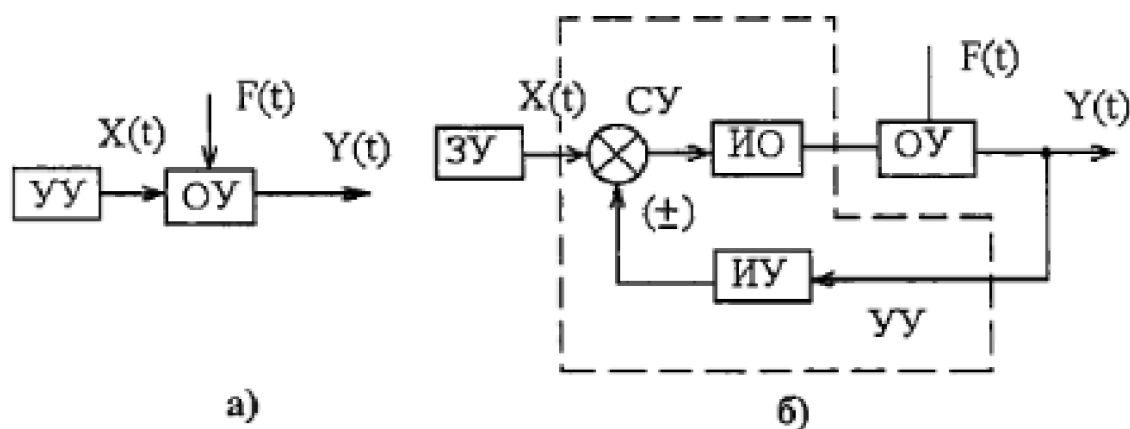 УУ
X(t)
F(t)
ОУ
Y(t)
а)
ЗУ
X(t)
СУ
ИО
F(t)
ОУ
Y(t)
(±)
ИУ
УУ
б)